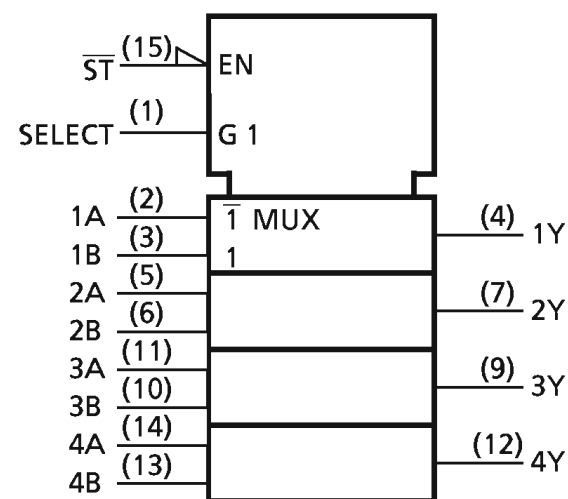 S̅T̅ (15) EN
SELECT (1) G 1
1A (2) 1̅ MUX (4) 1Y
1B (3) 1
2A (5) (7) 2Y
2B (6)
3A (11) (9) 3Y
3B (10)
4A (14) (12) 4Y
4B (13)